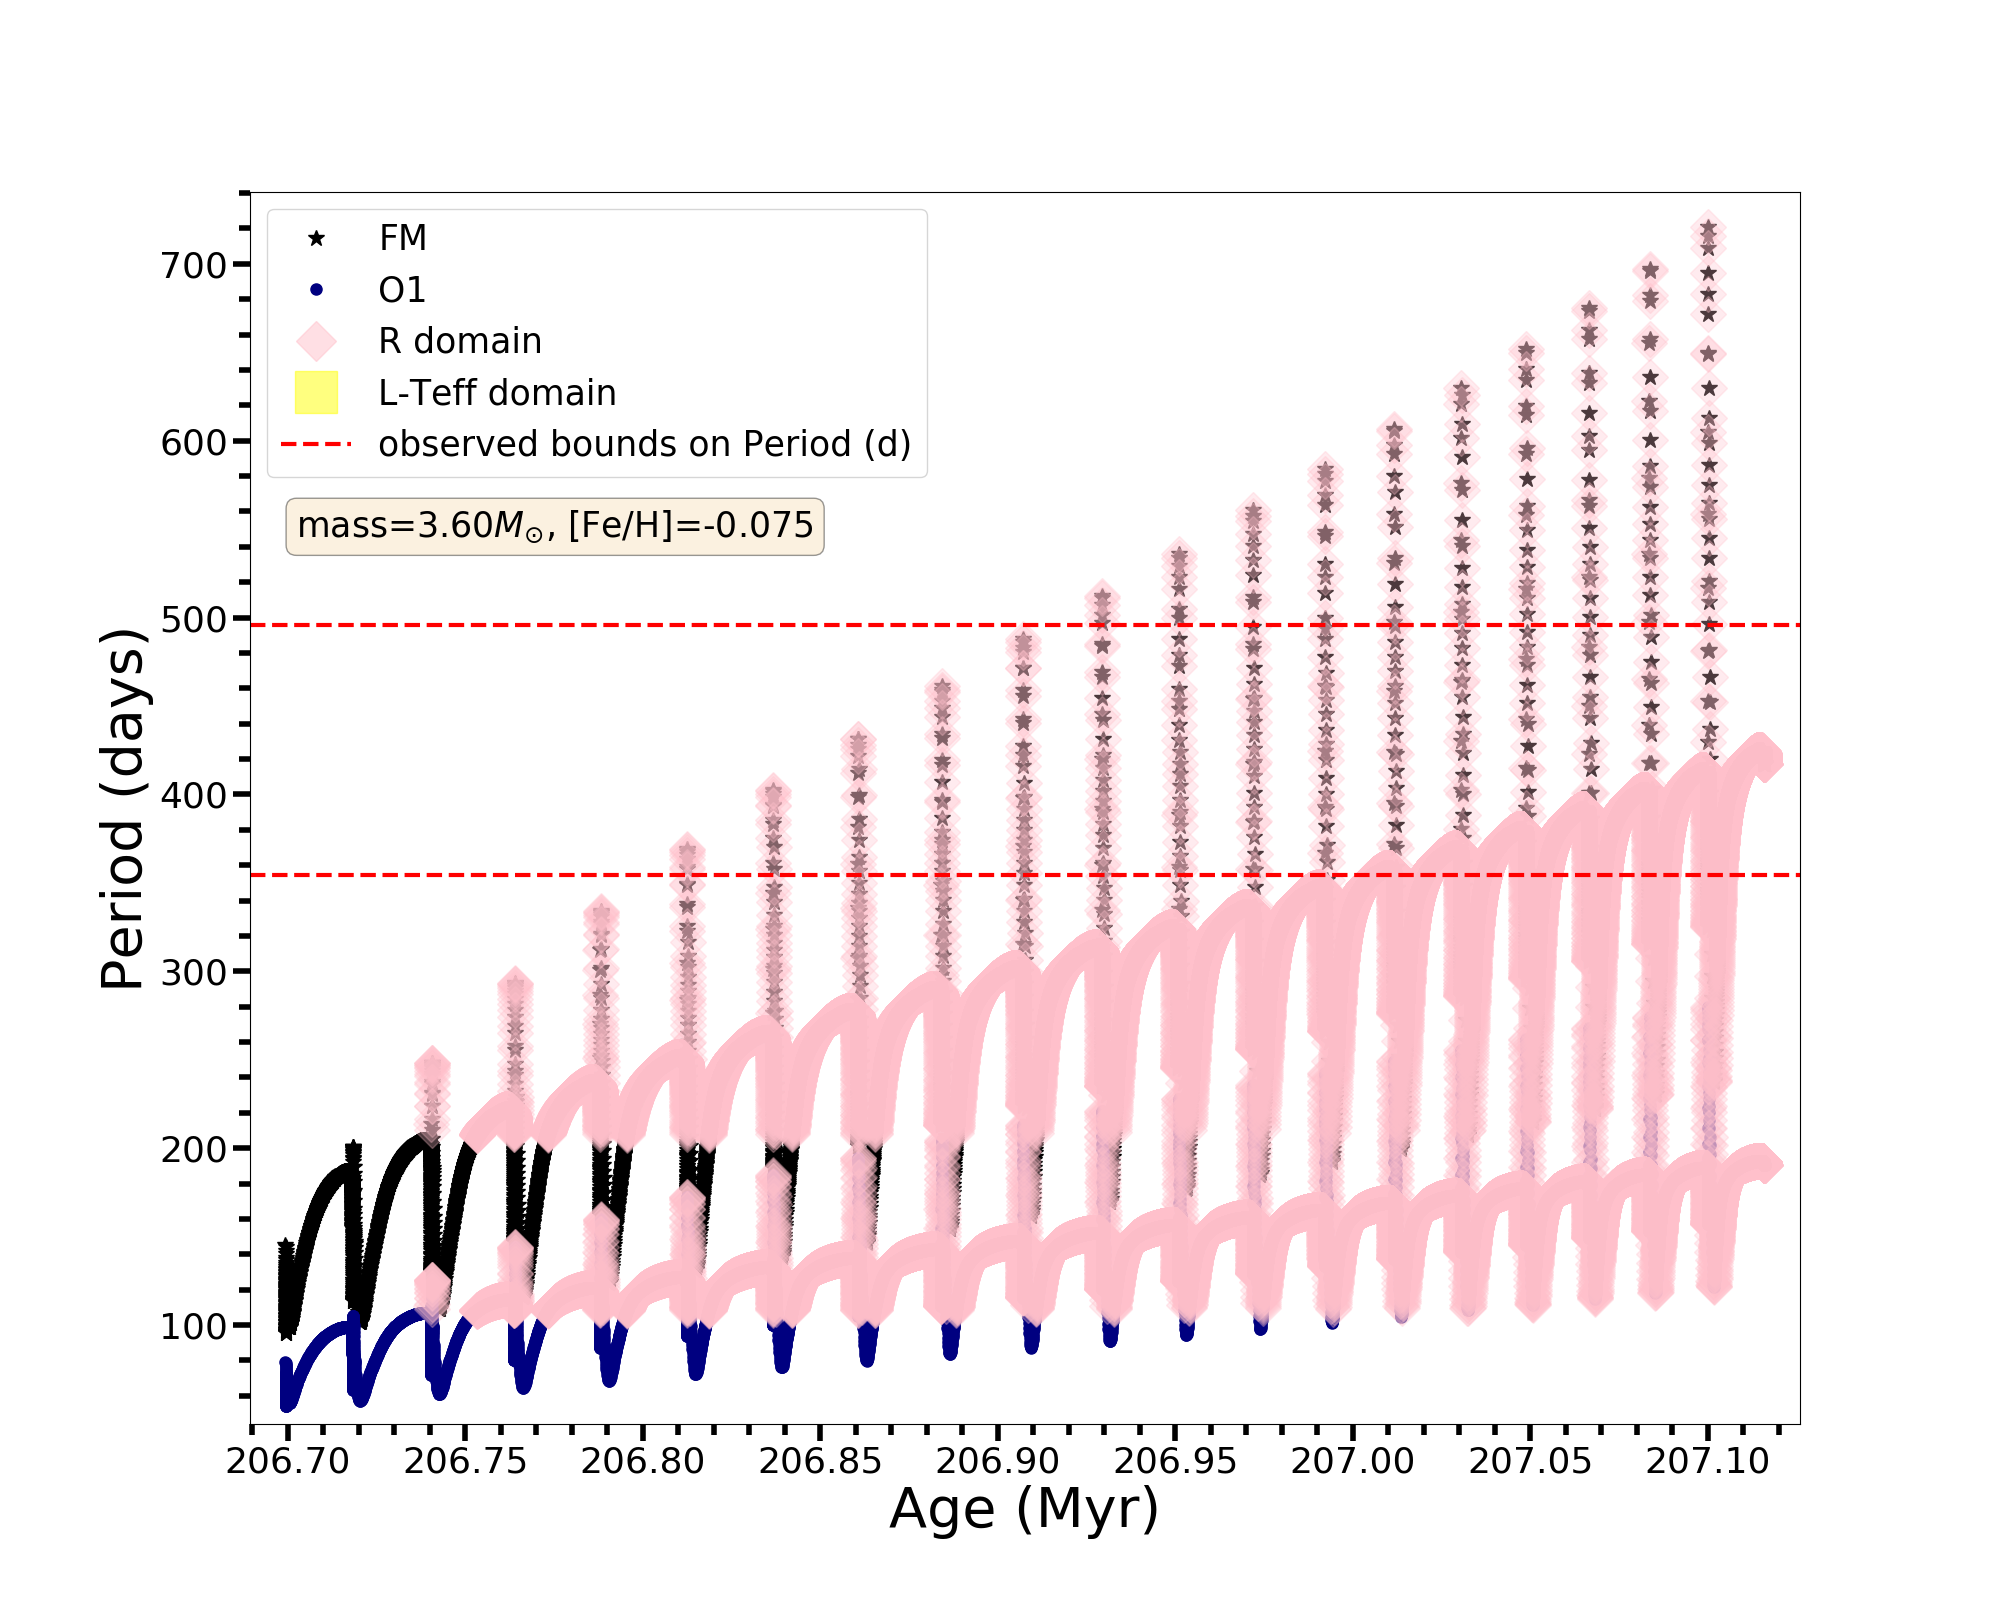 FM
O1
R domain
L-Teff domain
observed bounds on Period (d)
mass=3.60M☉, [Fe/H]=-0.075
Period (days)
700
600
500
400
300
200
100
206.70 206.75 206.80 206.85 206.90 206.95 207.00 207.05 207.10
Age (Myr)